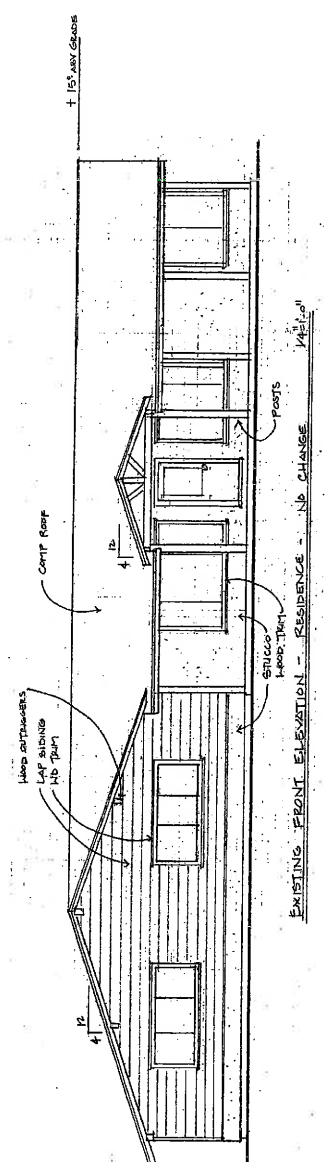 + 15° ABV GRADE
COMP ROOF
WOOD OUTRIGGERS
LAP SIDING
WD TRIM
12
4
12
4
POSTS
STUCCO
WOOD TRIM
EXISTING FRONT ELEVATION - RESIDENCE - NO CHANGE
1/4"=1'-0"